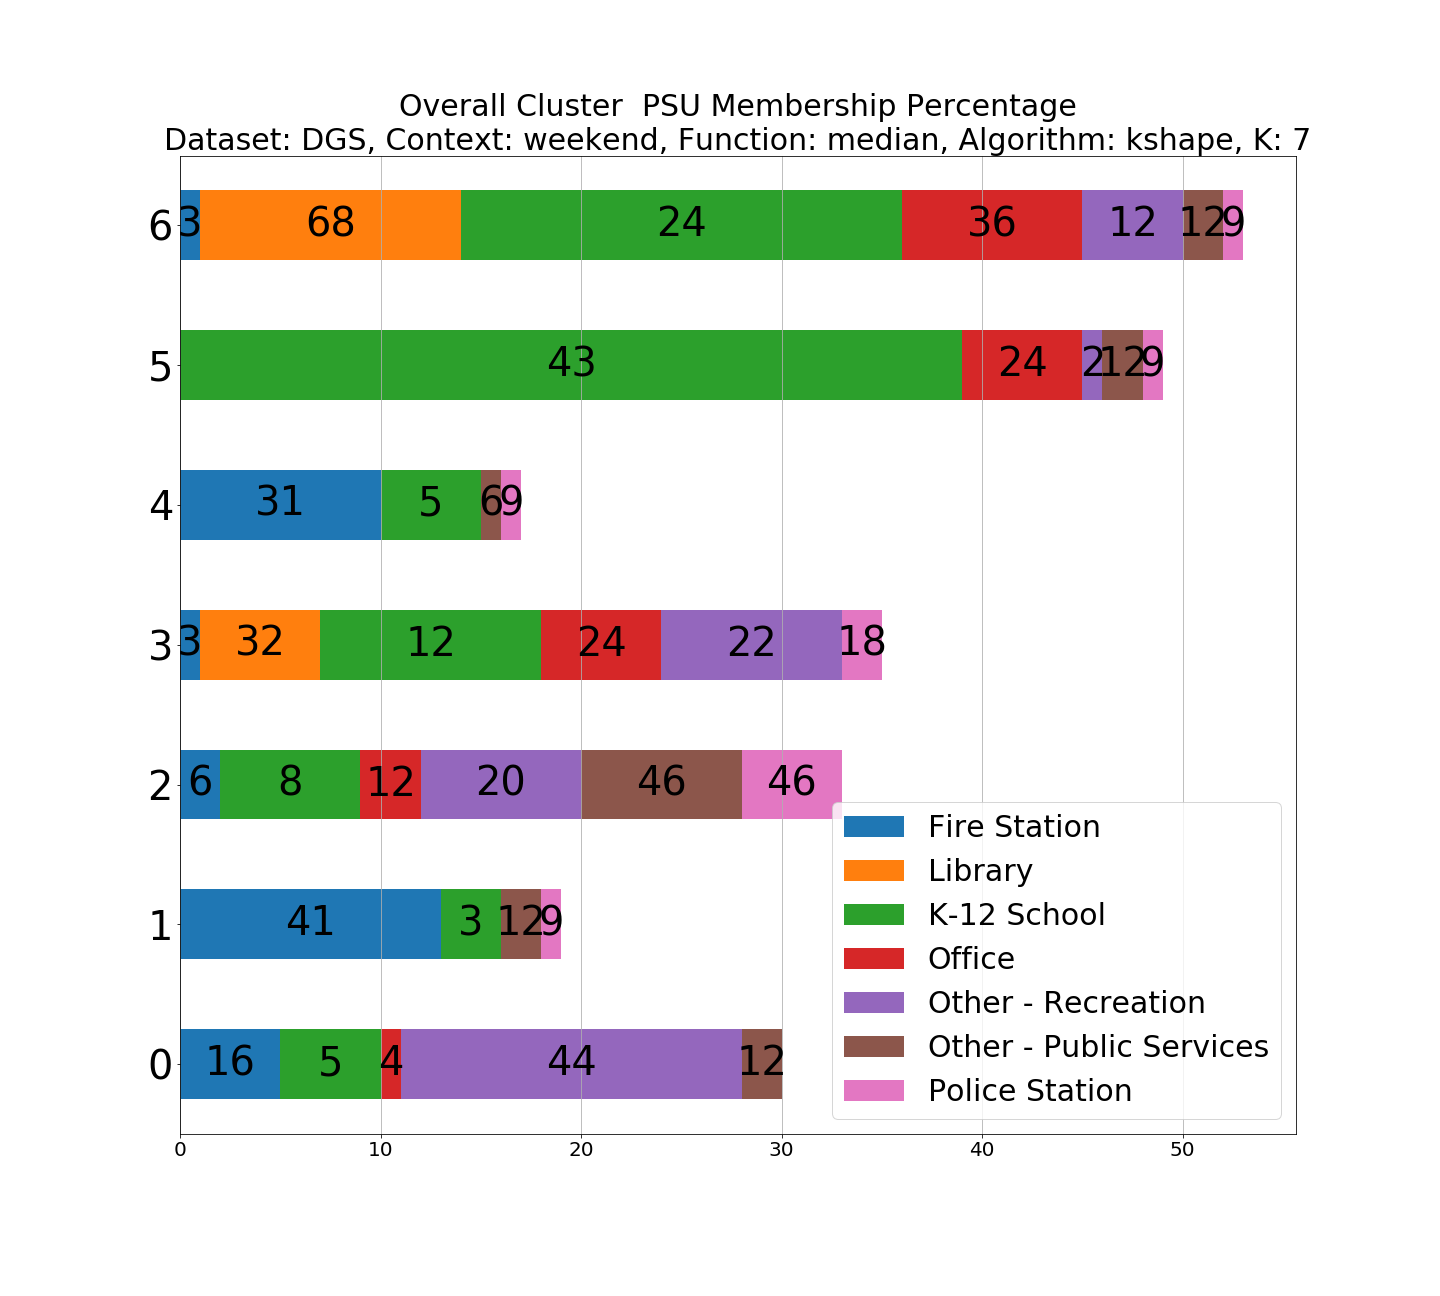 Overall Cluster  PSU Membership Percentage
Dataset: DGS, Context: weekend, Function: median, Algorithm: kshape, K: 7
6 3 68 24 36 12 12 9
5 43 24 2 12 9
4 31 5 6 9
3 3 32 12 24 22 18
2 6 8 12 20 46 46
1 41 3 12 9
0 16 5 4 44 12
Fire Station
Library
K-12 School
Office
Other - Recreation
Other - Public Services
Police Station
0 10 20 30 40 50